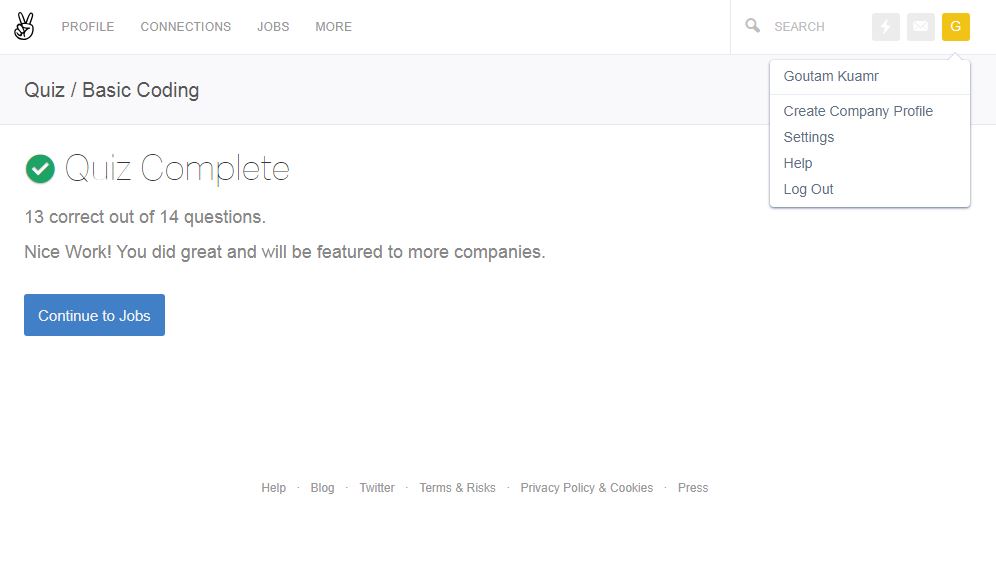 PROFILE CONNECTIONS JOBS MORE SEARCH G
Quiz / Basic Coding
Goutam Kuamr
Create Company Profile
Settings
Help
Log Out
Quiz Complete
13 correct out of 14 questions.
Nice Work! You did great and will be featured to more companies.
Continue to Jobs
Help · Blog · Twitter · Terms & Risks · Privacy Policy & Cookies · Press